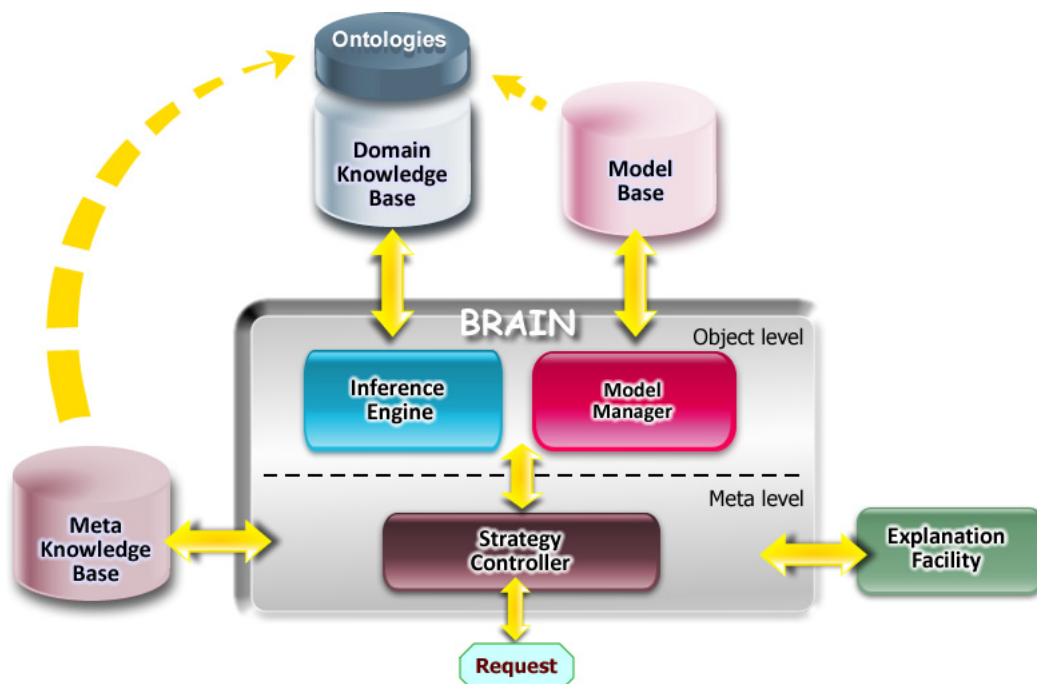 Ontologies
Domain
Knowledge
Base
Model
Base
BRAIN
Object level
Inference
Engine
Model
Manager
Meta level
Meta
Knowledge
Base
Strategy
Controller
Explanation
Facility
Request